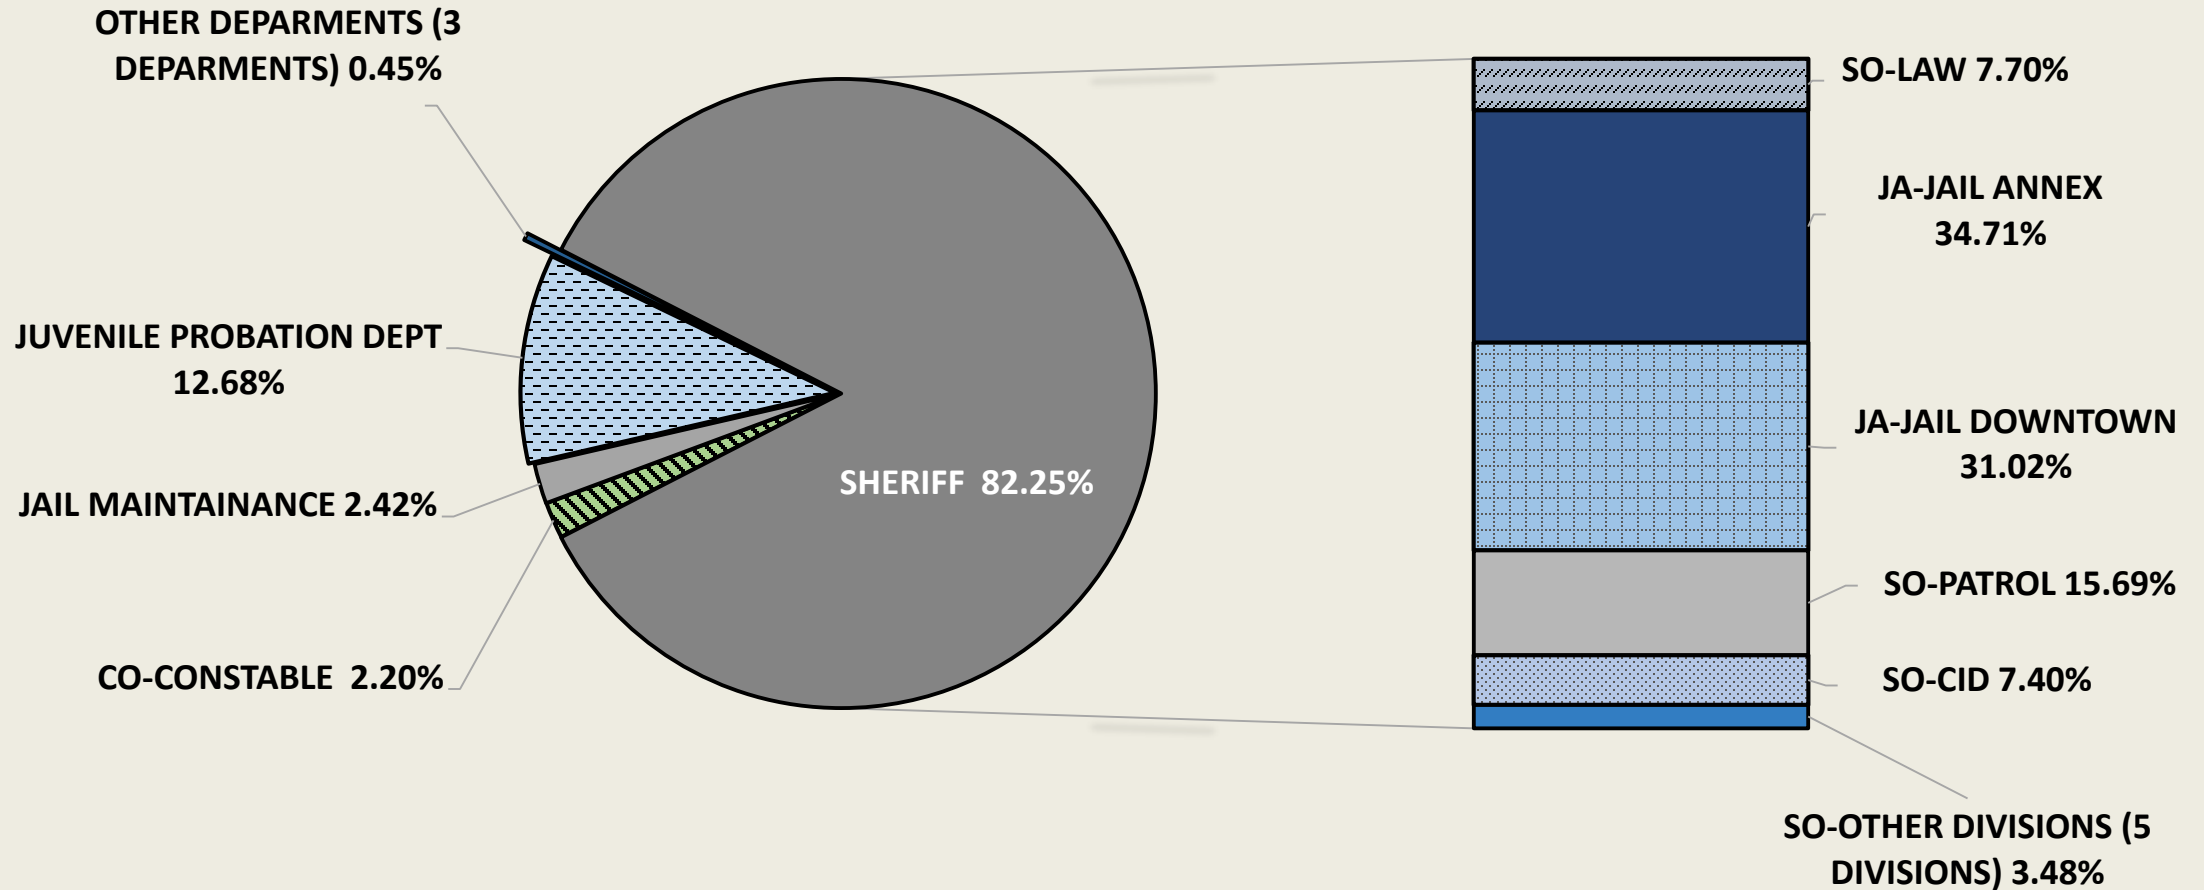 OTHER DEPARMENTS (3
DEPARMENTS) 0.45%
JUVENILE PROBATION DEPT
12.68%
JAIL MAINTAINANCE 2.42%
CO-CONSTABLE  2.20%
SHERIFF  82.25%
SO-LAW 7.70%
JA-JAIL ANNEX
34.71%
JA-JAIL DOWNTOWN
31.02%
SO-PATROL 15.69%
SO-CID 7.40%
SO-OTHER DIVISIONS (5
DIVISIONS) 3.48%